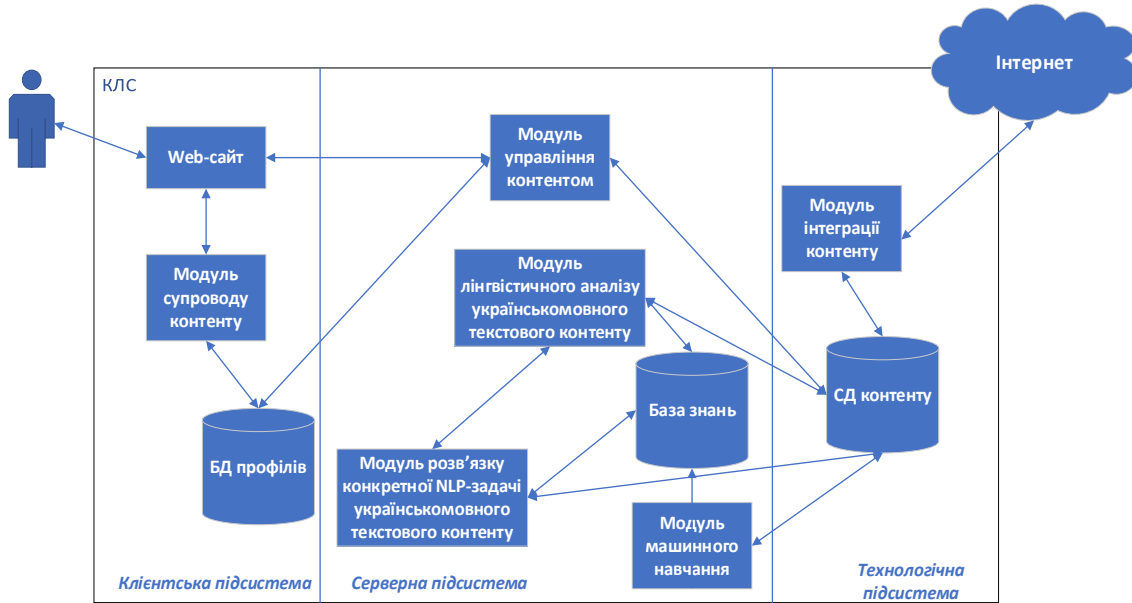 Інтернет
КЛС
Web-сайт
Модуль
управління
контентом
Модуль
інтеграції
контенту
Модуль
супроводу
контенту
Модуль
лінгвістичного аналізу
українськомовного
текстового контенту
База знань
СД контенту
БД профілів
Модуль розв’язку
конкретної NLP-задачі
українськомовного
текстового контенту
Модуль
машинного
навчання
Клієнтська підсистема
Серверна підсистема
Технологічна
підсистема